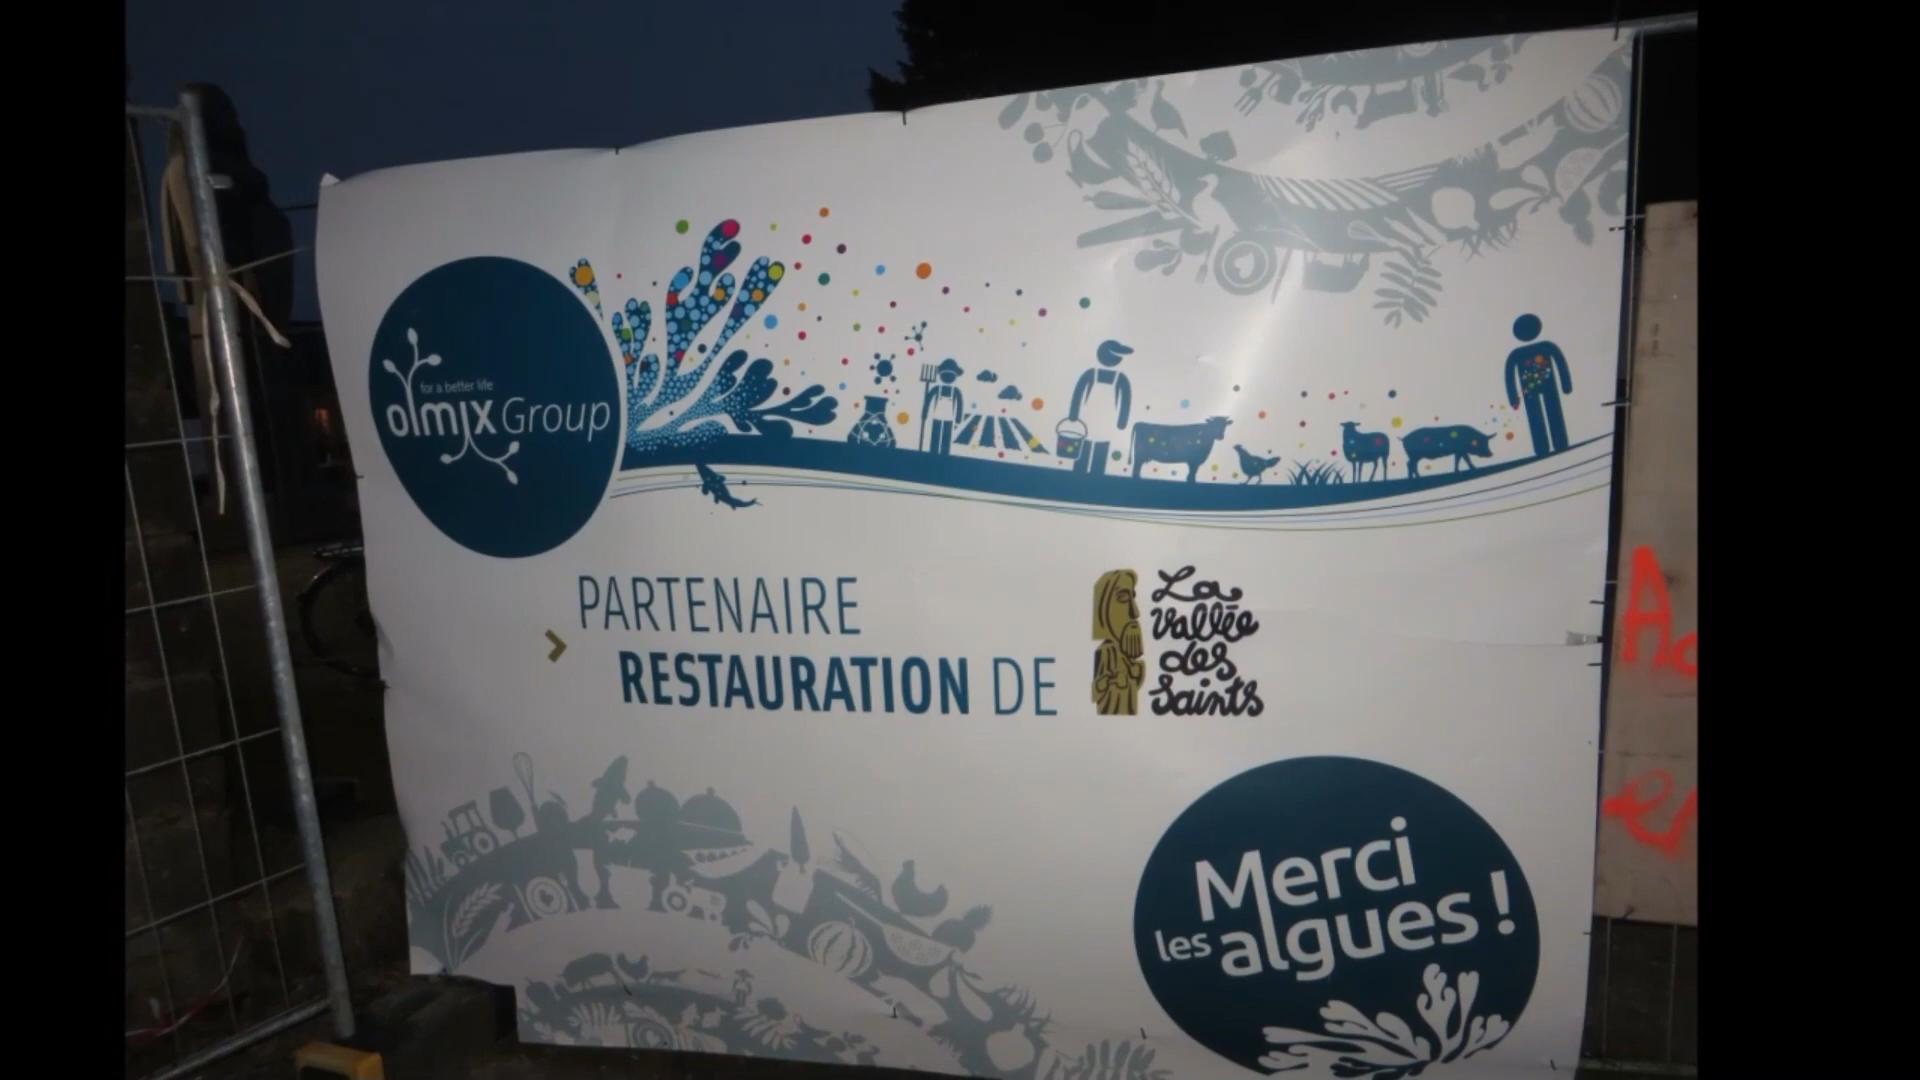 for a better life
olmix Group
PARTENAIRE
RESTAURATION DE
La
Vallée
des
Saints
Merci
les algues !